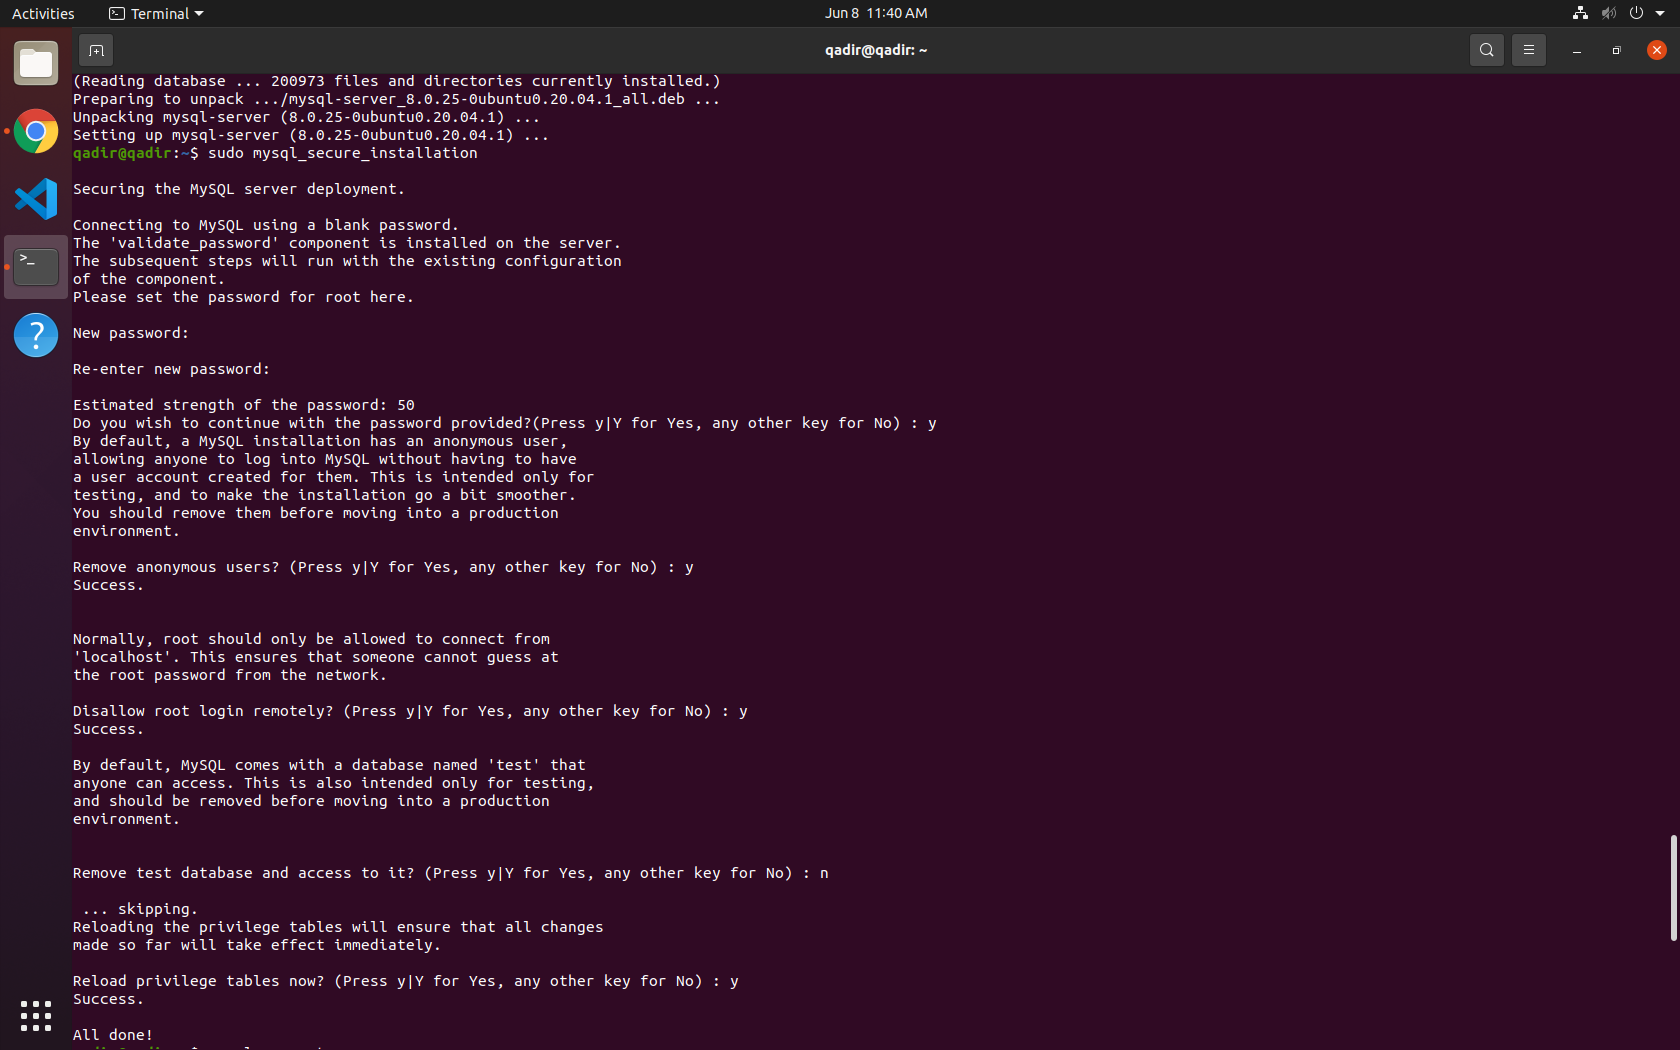 Activities
Terminal
Jun 8 11:40 AM
qadir@qadir: ~
(Reading database ... 200973 files and directories currently installed.)
Preparing to unpack .../mysql-server_8.0.25-0ubuntu0.20.04.1_all.deb ...
Unpacking mysql-server (8.0.25-0ubuntu0.20.04.1) ...
Setting up mysql-server (8.0.25-0ubuntu0.20.04.1) ...
qadir@qadir:~$ sudo mysql_secure_installation
Securing the MySQL server deployment.
Connecting to MySQL using a blank password.
The 'validate_password' component is installed on the server.
The subsequent steps will run with the existing configuration
of the component.
Please set the password for root here.
New password:
Re-enter new password:
Estimated strength of the password: 50
Do you wish to continue with the password provided?(Press y|Y for Yes, any other key for No) : y
By default, a MySQL installation has an anonymous user,
allowing anyone to log into MySQL without having to have
a user account created for them. This is intended only for
testing, and to make the installation go a bit smoother.
You should remove them before moving into a production
environment.
Remove anonymous users? (Press y|Y for Yes, any other key for No) : y
Success.
Normally, root should only be allowed to connect from
'localhost'. This ensures that someone cannot guess at
the root password from the network.
Disallow root login remotely? (Press y|Y for Yes, any other key for No) : y
Success.
By default, MySQL comes with a database named 'test' that
anyone can access. This is also intended only for testing,
and should be removed before moving into a production
environment.
Remove test database and access to it? (Press y|Y for Yes, any other key for No) : n
... skipping.
Reloading the privilege tables will ensure that all changes
made so far will take effect immediately.
Reload privilege tables now? (Press y|Y for Yes, any other key for No) : y
Success.
All done!